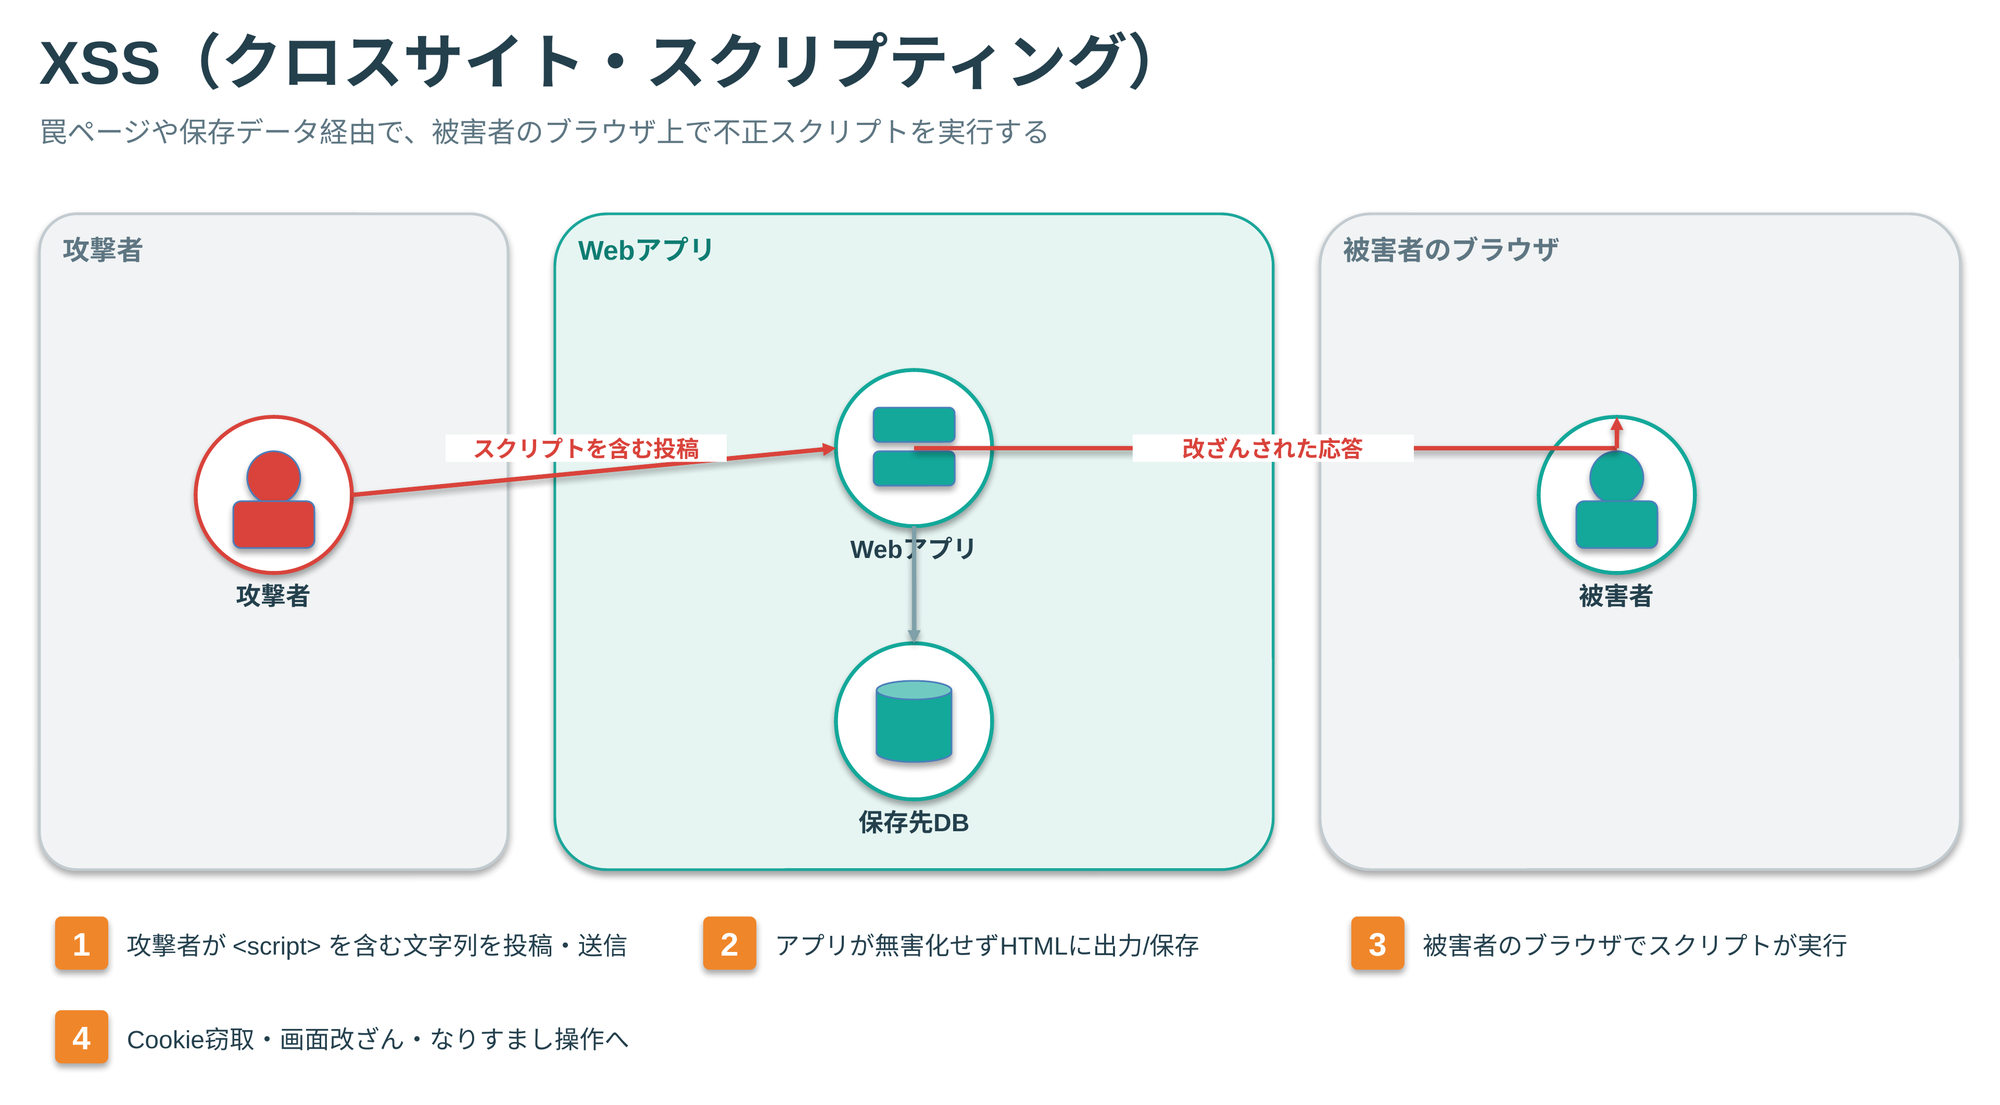 XSS（クロスサイト・スクリプティング）
罠ページや保存データ経由で、被害者のブラウザ上で不正スクリプトを実行する
攻撃者
Webアプリ
被害者のブラウザ
スクリプトを含む投稿
改ざんされた応答
攻撃者
Webアプリ
被害者
保存先DB
1 攻撃者が <script> を含む文字列を投稿・送信
2 アプリが無害化せずHTMLに出力/保存
3 被害者のブラウザでスクリプトが実行
4 Cookie窃取・画面改ざん・なりすまし操作へ